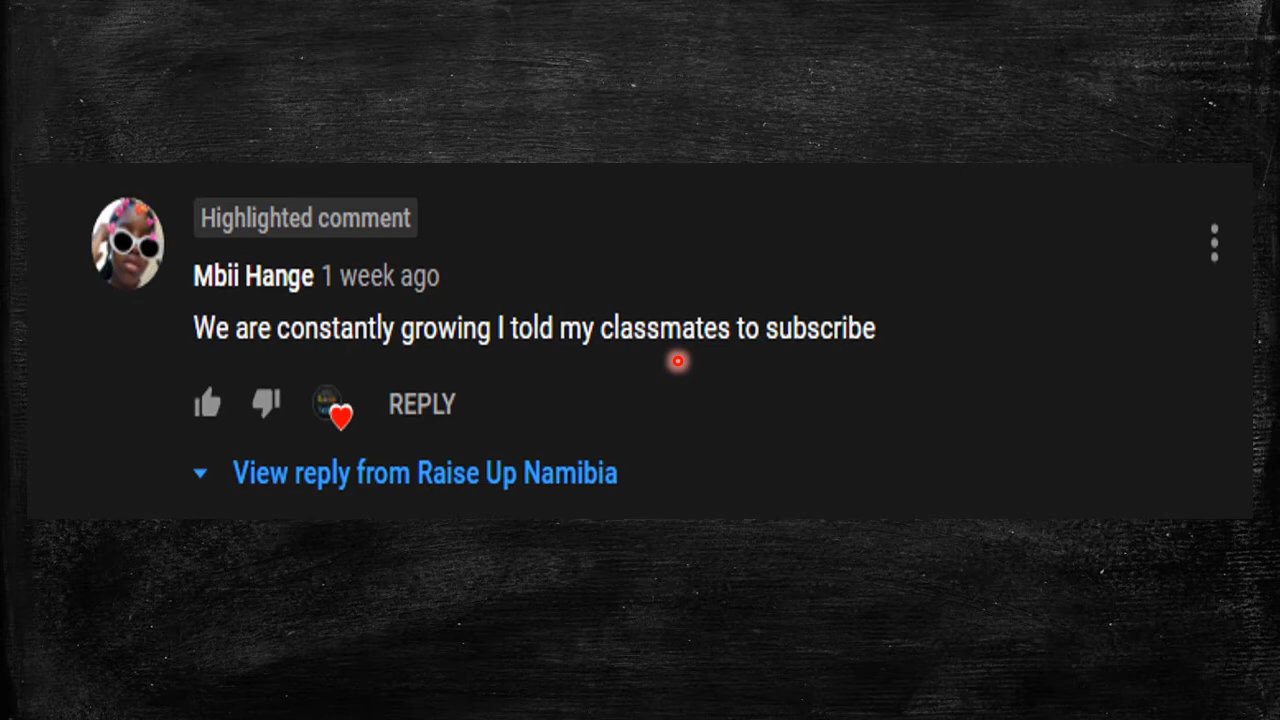 Highlighted comment
Mbii Hange 1 week ago
We are constantly growing I told my classmates to subscribe
REPLY
View reply from Raise Up Namibia